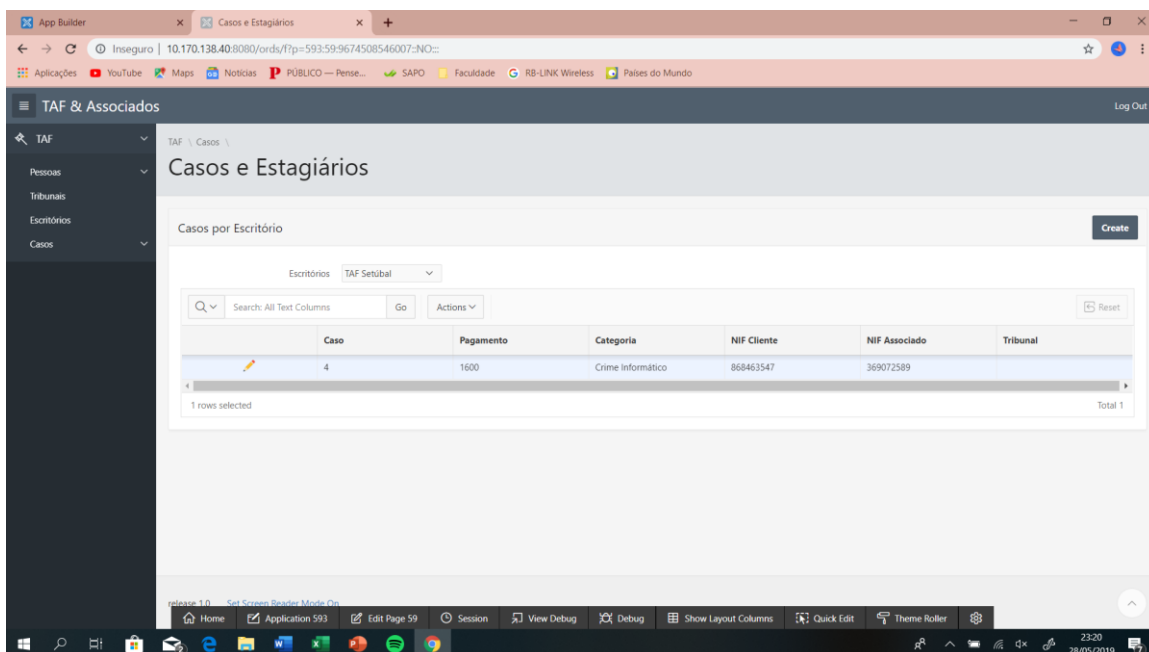 App Builder
Casos e Estagiários
Inseguro | 10.170.138.40:8080/ords/f?p=593:59:9674508546007::NO:::
Aplicações YouTube Maps Notícias PÚBLICO — Pense... SAPO Faculdade RB-LINK Wireless Países do Mundo
TAF & Associados Log Out
TAF
Pessoas
Tribunais
Escritórios
Casos
TAF \ Casos \
Casos e Estagiários
Casos por Escritório Create
Escritórios TAF Setúbal
Search: All Text Columns Go Actions Reset
Caso Pagamento Categoria NIF Cliente NIF Associado Tribunal
4 1600 Crime Informático 868463547 369072589
1 rows selected Total 1
release 1.0 Set Screen Reader Mode On
Home Application 593 Edit Page 59 Session View Debug Debug Show Layout Columns Quick Edit Theme Roller
23:20
28/05/2019